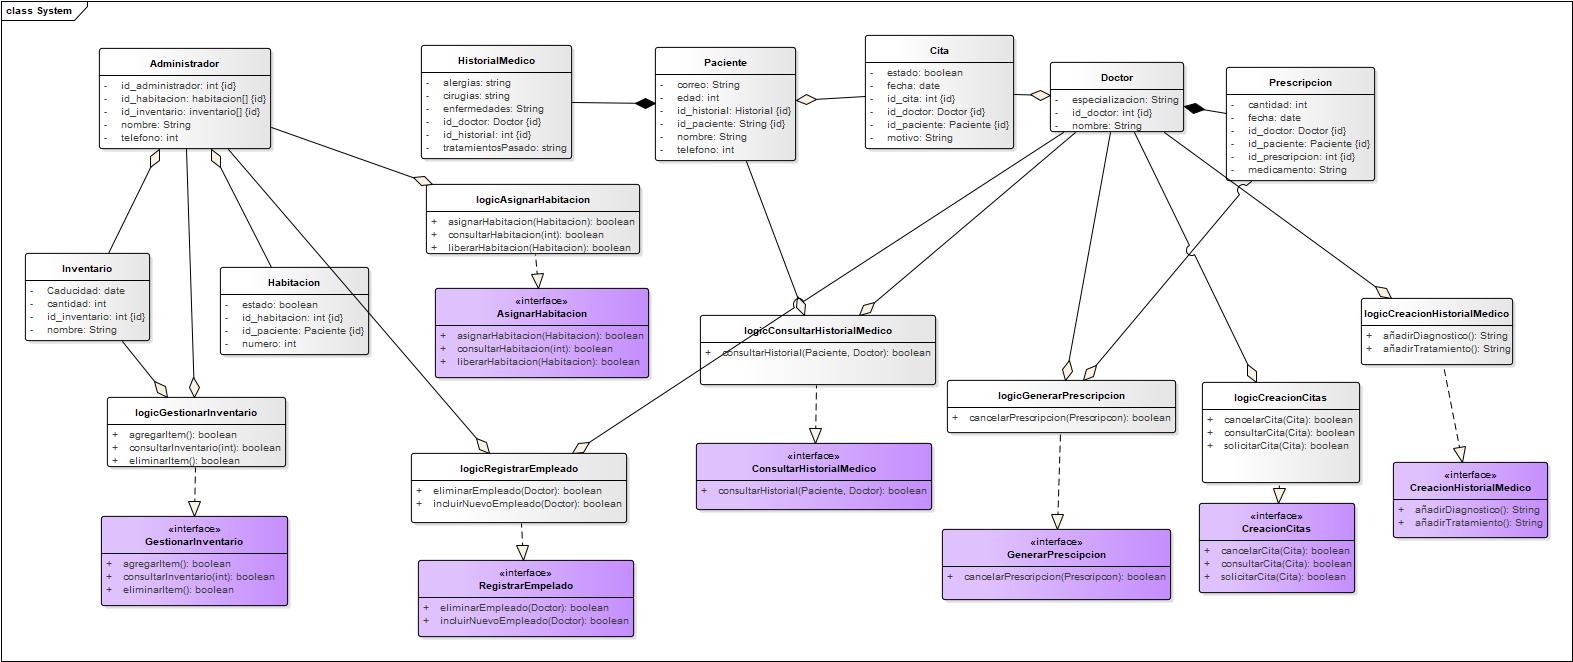 class System
Administrador
- id_administrador: int {id}
- id_habitacion: habitacion[] {id}
- id_inventario: inventario[] {id}
- nombre: String
- telefono: int
HistorialMedico
- alergias: string
- cirugias: string
- enfermedades: String
- id_doctor: Doctor {id}
- id_historial: int {id}
- tratamientosPasado: string
Paciente
- correo: String
- edad: int
- id_historial: Historial {id}
- id_paciente: String {id}
- nombre: String
- telefono: int
Cita
- estado: boolean
- fecha: date
- id_cita: int {id}
- id_doctor: Doctor {id}
- id_paciente: Paciente {id}
- motivo: String
Doctor
- especializacion: String
- id_doctor: int {id}
- nombre: String
Prescripcion
- cantidad: int
- fecha: date
- id_doctor: Doctor {id}
- id_paciente: Paciente {id}
- id_prescripcion: int {id}
- medicamento: String
logicAsignarHabitacion
+ asignarHabitacion(Habitacion): boolean
+ consultarHabitacion(int): boolean
+ liberarHabitacion(Habitacion): boolean
Inventario
- Caducidad: date
- cantidad: int
- id_inventario: int {id}
- nombre: String
Habitacion
- estado: boolean
- id_habitacion: int {id}
- id_paciente: Paciente {id}
- numero: int
«interface»
AsignarHabitacion
+ asignarHabitacion(Habitacion): boolean
+ consultarHabitacion(int): boolean
+ liberarHabitacion(Habitacion): boolean
logicConsultarHistorialMedico
+ consultarHistorial(Paciente, Doctor): boolean
logicCreacionHistorialMedico
+ añadirDiagnostico(): String
+ añadirTratamiento(): String
logicGestionarInventario
+ agregarItem(): boolean
+ consultarInventario(int): boolean
+ eliminarItem(): boolean
logicGenerarPrescripcion
+ cancelarPrescripcion(Prescripcon): boolean
logicCreacionCitas
+ cancelarCita(Cita): boolean
+ consultarCita(Cita): boolean
+ solicitarCita(Cita): boolean
logicRegistrarEmpleado
+ eliminarEmpleado(Doctor): boolean
+ incluirNuevoEmpleado(Doctor): boolean
«interface»
ConsultarHistorialMedico
+ consultarHistorial(Paciente, Doctor): boolean
«interface»
CreacionHistorialMedico
+ añadirDiagnostico(): String
+ añadirTratamiento(): String
«interface»
GestionarInventario
+ agregarItem(): boolean
+ consultarInventario(int): boolean
+ eliminarItem(): boolean
«interface»
RegistrarEmpelado
+ eliminarEmpleado(Doctor): boolean
+ incluirNuevoEmpleado(Doctor): boolean
«interface»
GenerarPrescipcion
+ cancelarPrescripcion(Prescripcon): boolean
«interface»
CreacionCitas
+ cancelarCita(Cita): boolean
+ consultarCita(Cita): boolean
+ solicitarCita(Cita): boolean